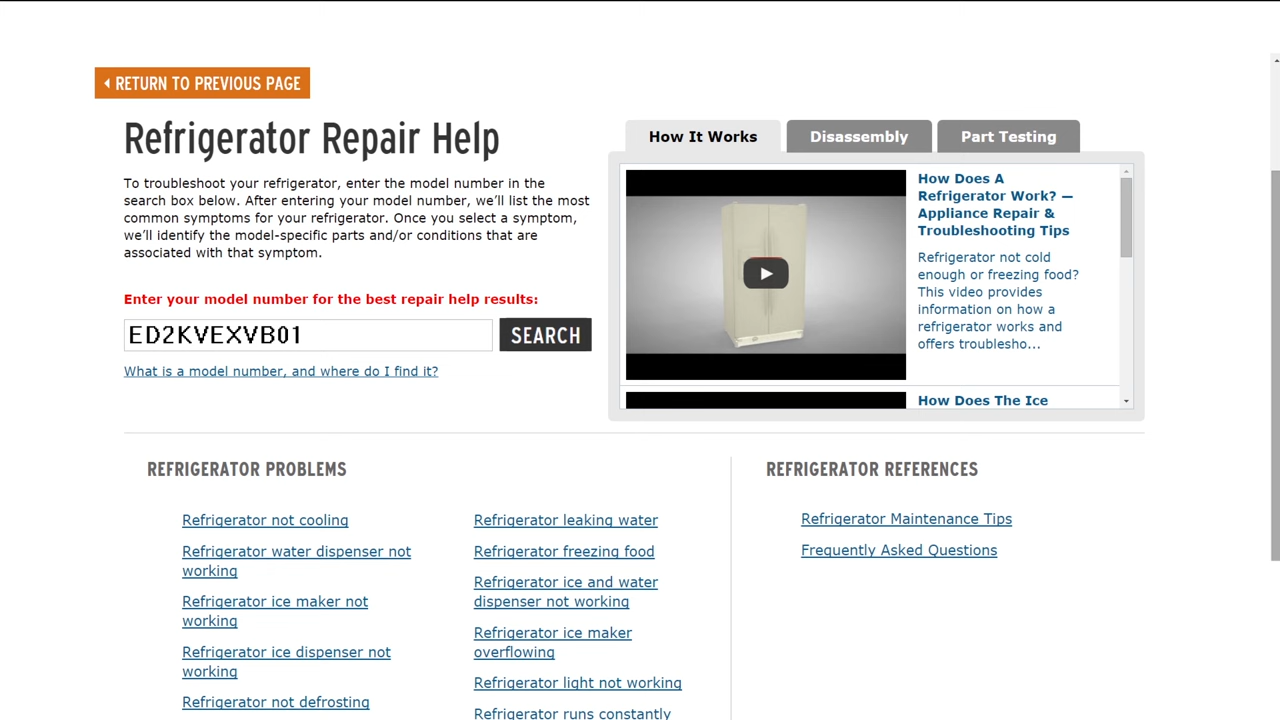 RETURN TO PREVIOUS PAGE
Refrigerator Repair Help
To troubleshoot your refrigerator, enter the model number in the
search box below. After entering your model number, we'll list the most
common symptoms for your refrigerator. Once you select a symptom,
we'll identify the model-specific parts and/or conditions that are
associated with that symptom.
Enter your model number for the best repair help results:
ED2KVEXVB01
SEARCH
What is a model number, and where do I find it?
How It Works
Disassembly
Part Testing
How Does A
Refrigerator Work? —
Appliance Repair &
Troubleshooting Tips
Refrigerator not cold
enough or freezing food?
This video provides
information on how a
refrigerator works and
offers troublesho...
How Does The Ice
REFRIGERATOR PROBLEMS
Refrigerator not cooling
Refrigerator water dispenser not
working
Refrigerator ice maker not
working
Refrigerator ice dispenser not
working
Refrigerator not defrosting
Refrigerator leaking water
Refrigerator freezing food
Refrigerator ice and water
dispenser not working
Refrigerator ice maker
overflowing
Refrigerator light not working
Refrigerator runs constantly
REFRIGERATOR REFERENCES
Refrigerator Maintenance Tips
Frequently Asked Questions